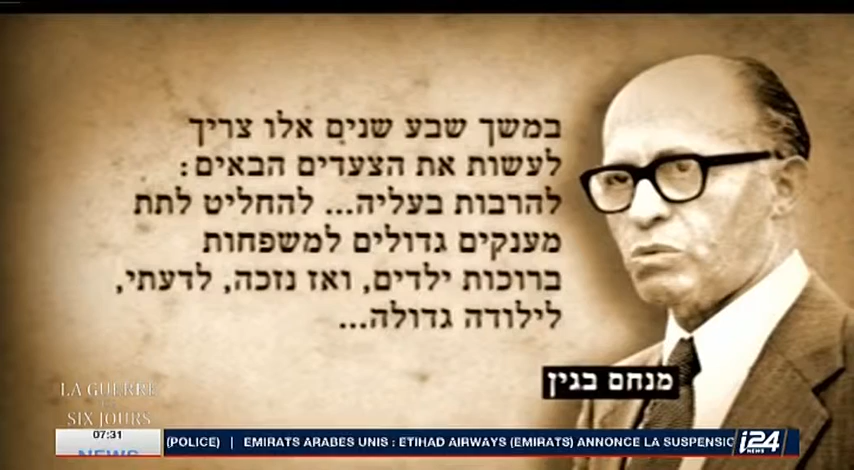 במשך שבע שנים אלו צריך
לעשות את הצעדים הבאים:
להרבות בעליה... להחליט לתת
מענקים גדולים למשפחות
ברוכות ילדים, ואז נזכה, לדעתי,
לילודה גדולה...
מנחם בגין
LA GUERRE
SIX JOURS
07:31
NEWS
(POLICE) | EMIRATS ARABES UNIS : ETIHAD AIRWAYS (EMIRATS) ANNONCE LA
i24
NEWS